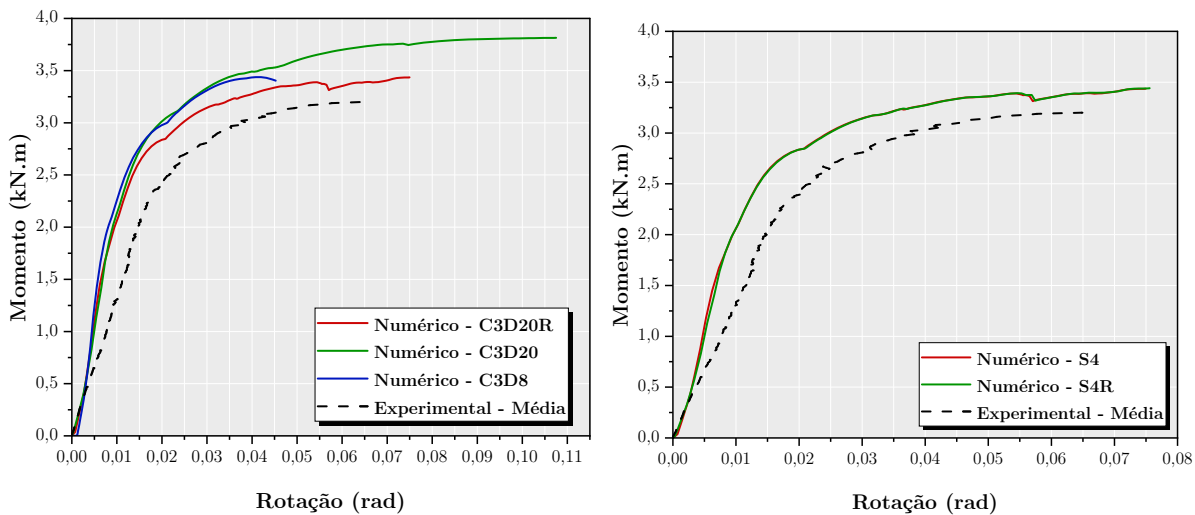 4,0
3,5
3,0
2,5
2,0
1,5
1,0
0,5
0,0
Momento (kN.m)
0,00 0,01 0,02 0,03 0,04 0,05 0,06 0,07 0,08 0,09 0,10 0,11
Rotação (rad)
Numérico - C3D20R
Numérico - C3D20
Numérico - C3D8
Experimental - Média
4,0
3,5
3,0
2,5
2,0
1,5
1,0
0,5
0,0
Momento (kN.m)
0,00 0,01 0,02 0,03 0,04 0,05 0,06 0,07 0,08
Rotação (rad)
Numérico - S4
Numérico - S4R
Experimental - Média